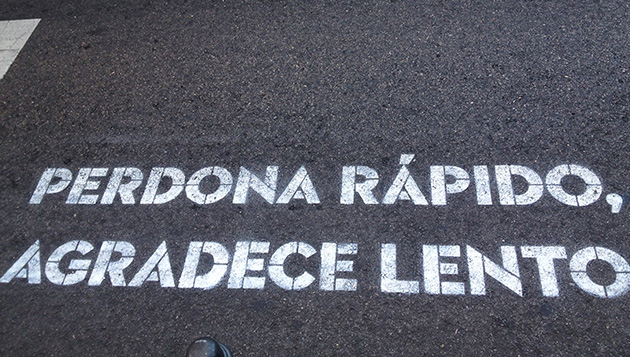 PERDONA RÁPIDO,
AGRADECE LENTO